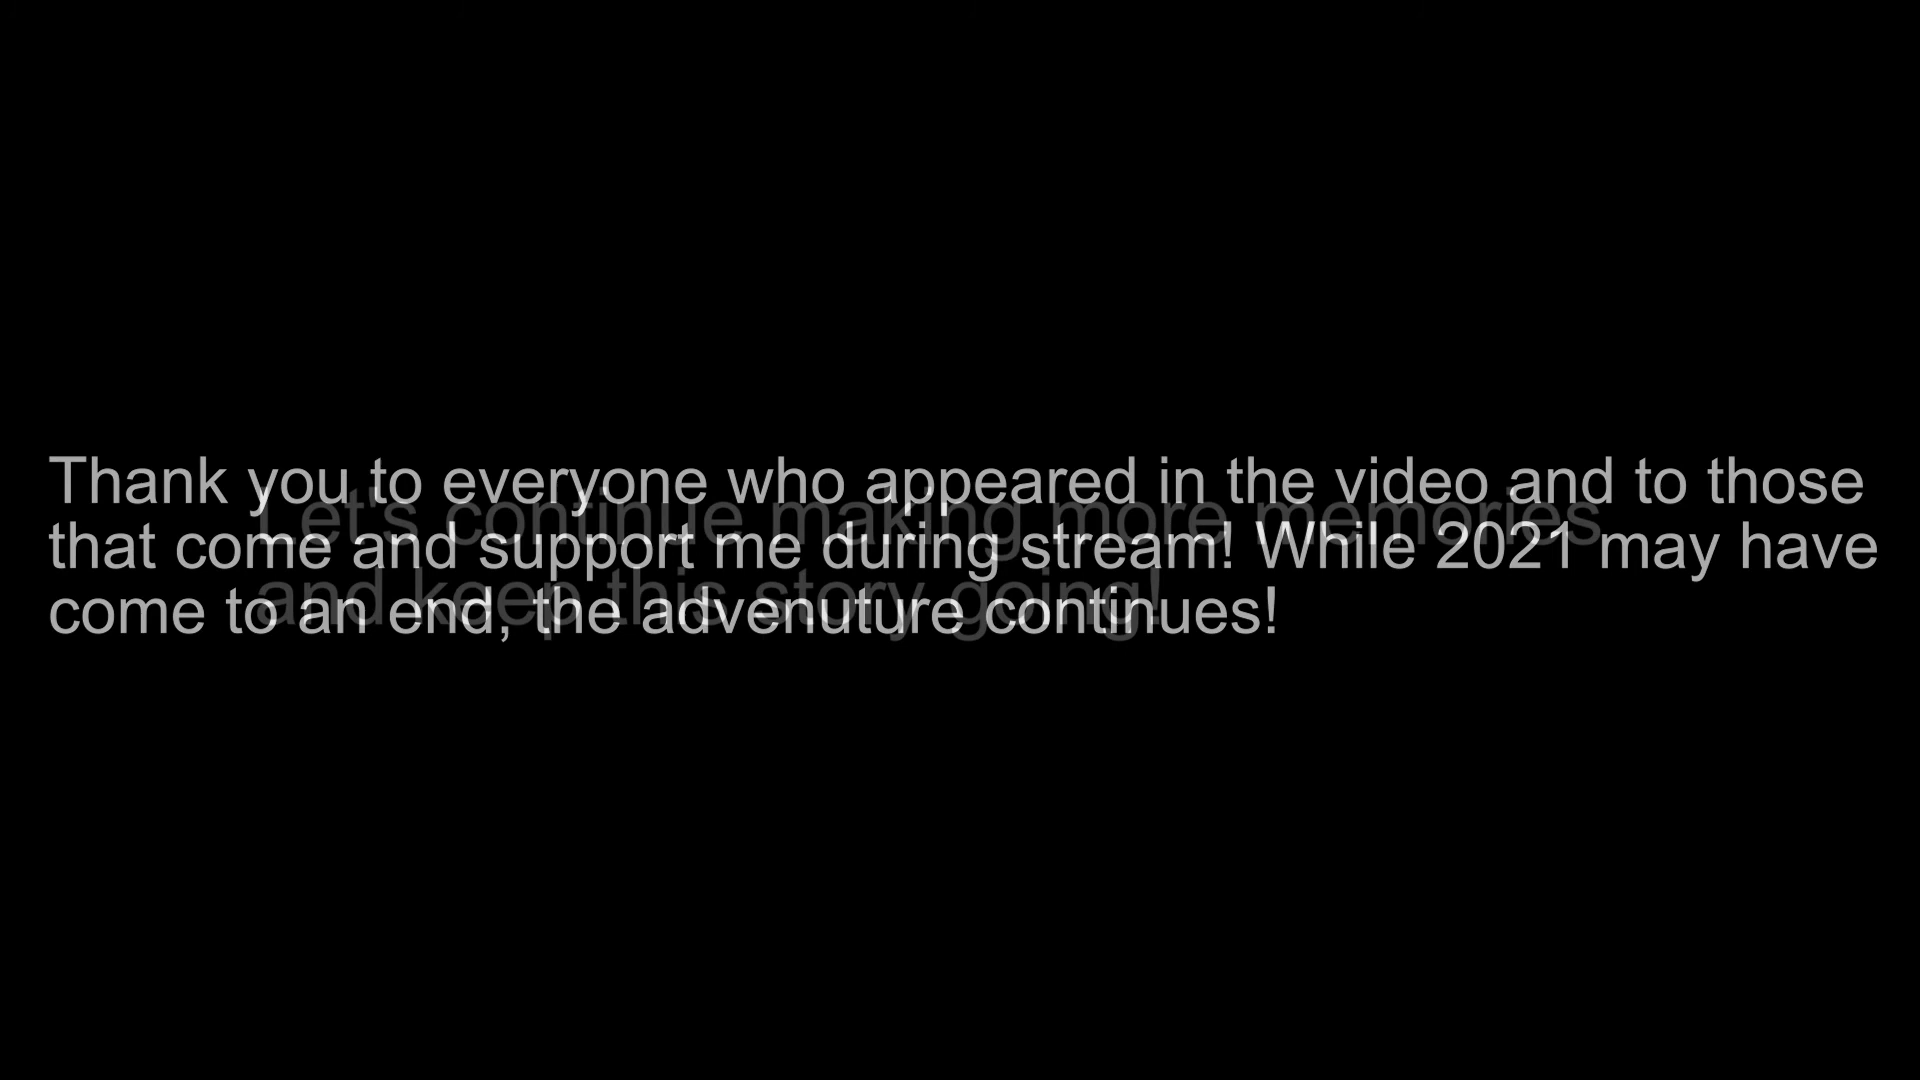 Thank you to everyone who appeared in the video and to those
that come and support me during stream! While 2021 may have
come to an end, the advenuture continues!
Let's continue making more memories
and keep this story going!